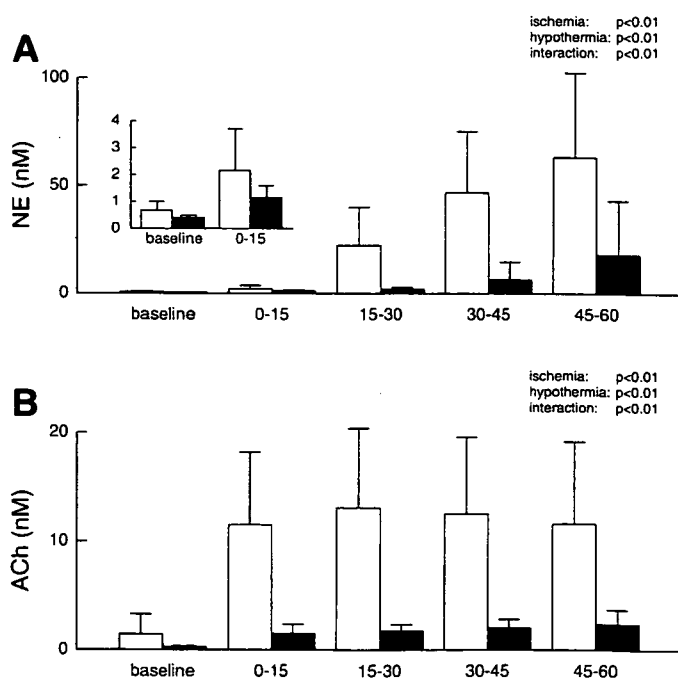 ischemia: p<0.01
hypothermia: p<0.01
interaction: p<0.01
A
100
50
0
NE (nM)
4
3
2
1
0
baseline 0-15
baseline 0-15 15-30 30-45 45-60
ischemia: p<0.01
hypothermia: p<0.01
interaction: p<0.01
B
20
10
0
ACh (nM)
baseline 0-15 15-30 30-45 45-60